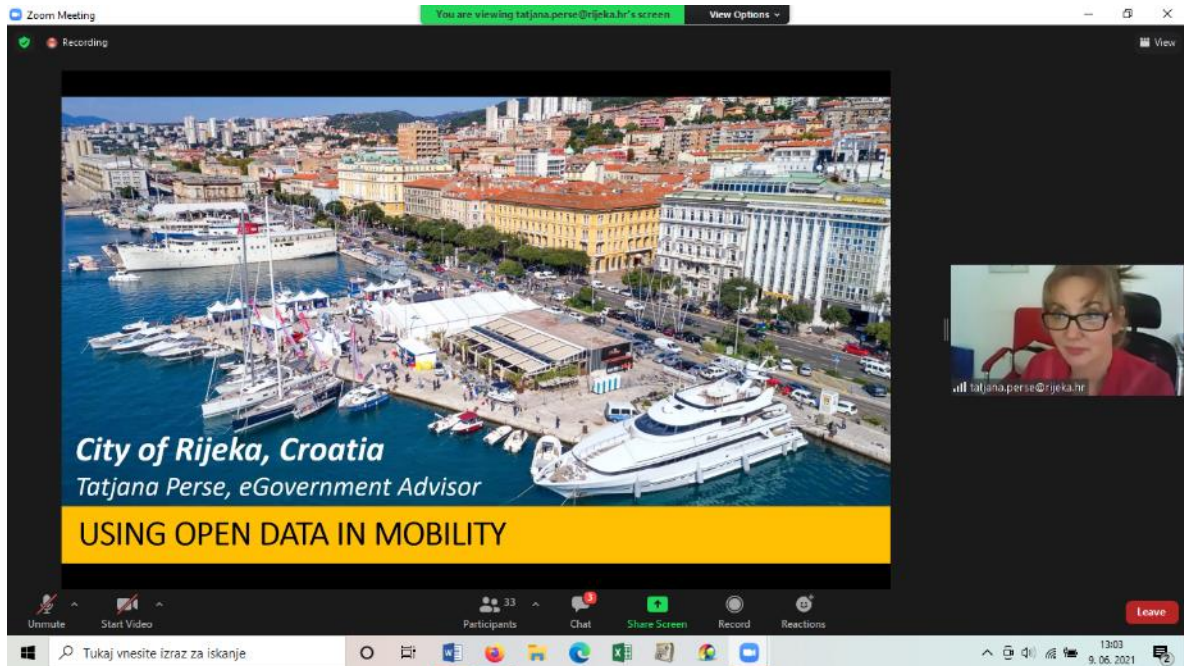 Zoom Meeting
You are viewing tatjana.perse@rijeka.hr's screen
View Options
Recording
View
City of Rijeka, Croatia
Tatjana Perse, eGovernment Advisor
USING OPEN DATA IN MOBILITY
tatjana.perse@rijeka.hr
Unmute
Start Video
33
Participants
3
Chat
Share Screen
Record
Reactions
Leave
Tukaj vnesite izraz za iskanje
13:03
9. 06. 2021
2